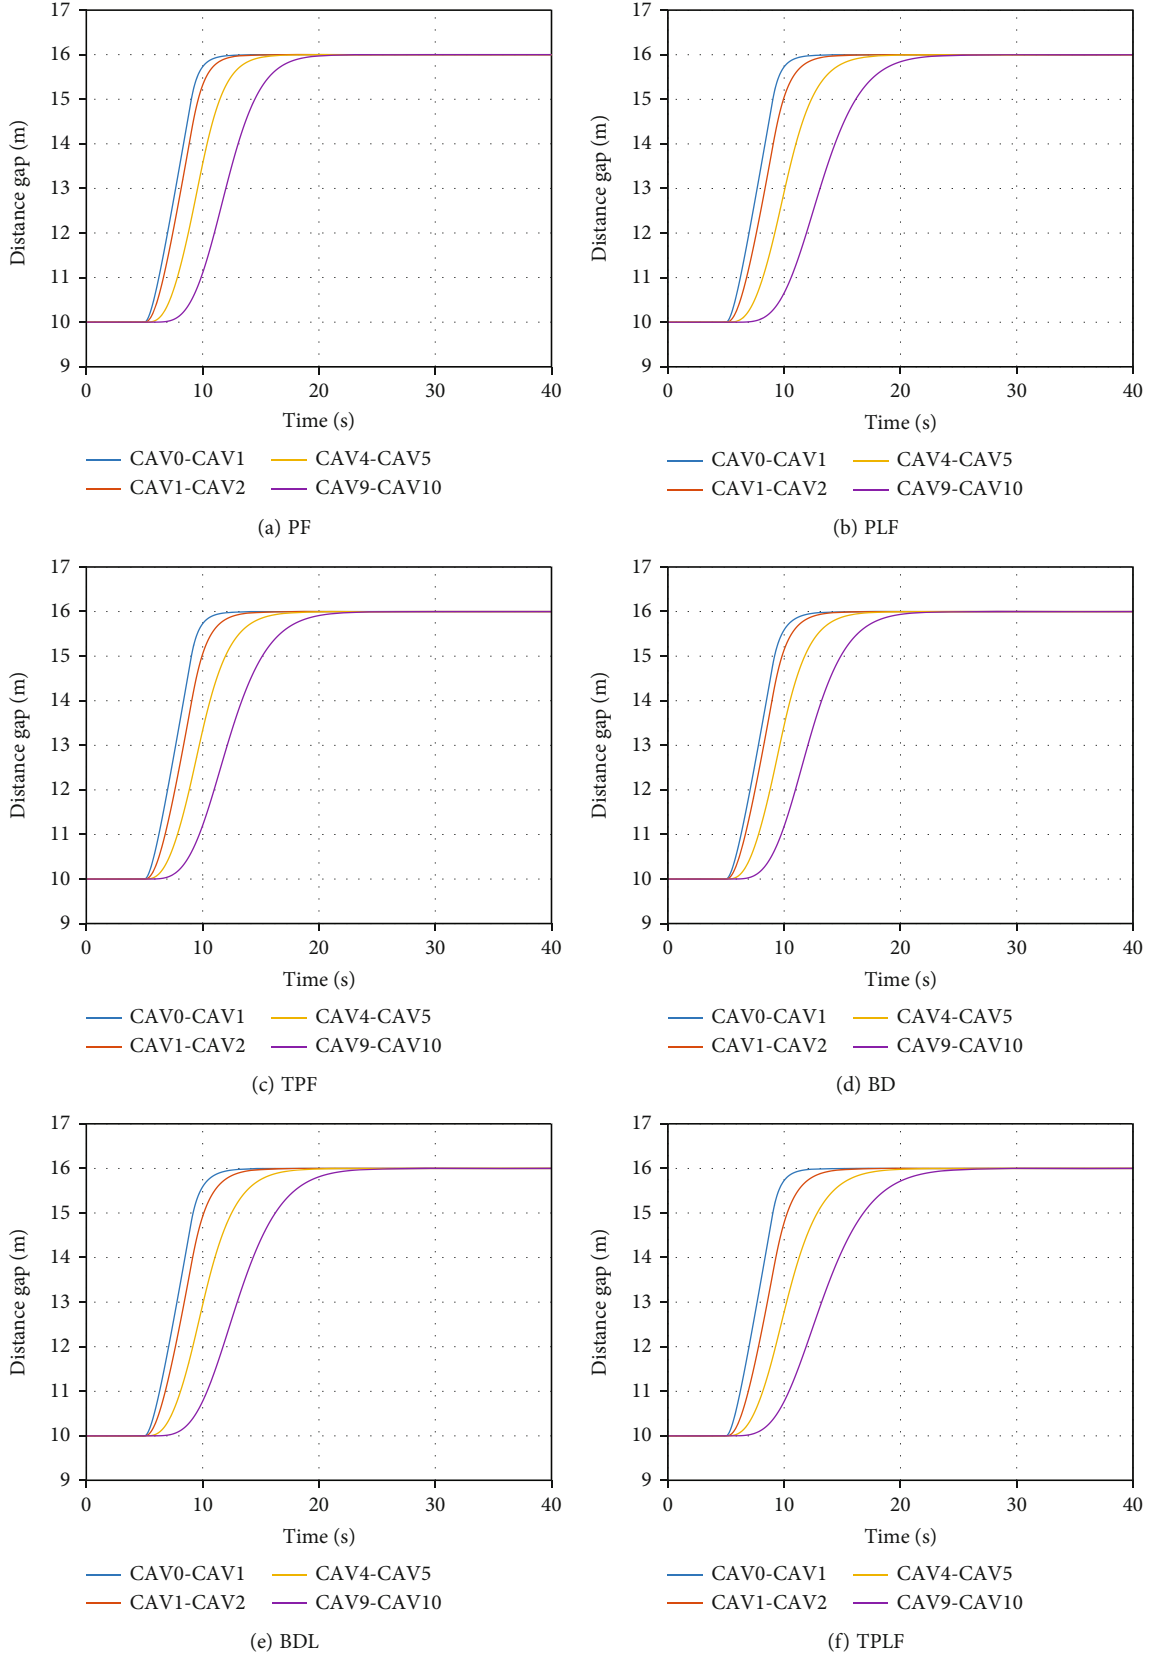 17
16
15
14
13
12
11
10
9
Distance gap (m)
0 10 20 30 40
Time (s)
CAV0-CAV1 CAV4-CAV5
CAV1-CAV2 CAV9-CAV10
(a) PF
17
16
15
14
13
12
11
10
9
Distance gap (m)
0 10 20 30 40
Time (s)
CAV0-CAV1 CAV4-CAV5
CAV1-CAV2 CAV9-CAV10
(b) PLF
17
16
15
14
13
12
11
10
9
Distance gap (m)
0 10 20 30 40
Time (s)
CAV0-CAV1 CAV4-CAV5
CAV1-CAV2 CAV9-CAV10
(c) TPF
17
16
15
14
13
12
11
10
9
Distance gap (m)
0 10 20 30 40
Time (s)
CAV0-CAV1 CAV4-CAV5
CAV1-CAV2 CAV9-CAV10
(d) BD
17
16
15
14
13
12
11
10
9
Distance gap (m)
0 10 20 30 40
Time (s)
CAV0-CAV1 CAV4-CAV5
CAV1-CAV2 CAV9-CAV10
(e) BDL
17
16
15
14
13
12
11
10
9
Distance gap (m)
0 10 20 30 40
Time (s)
CAV0-CAV1 CAV4-CAV5
CAV1-CAV2 CAV9-CAV10
(f) TPLF